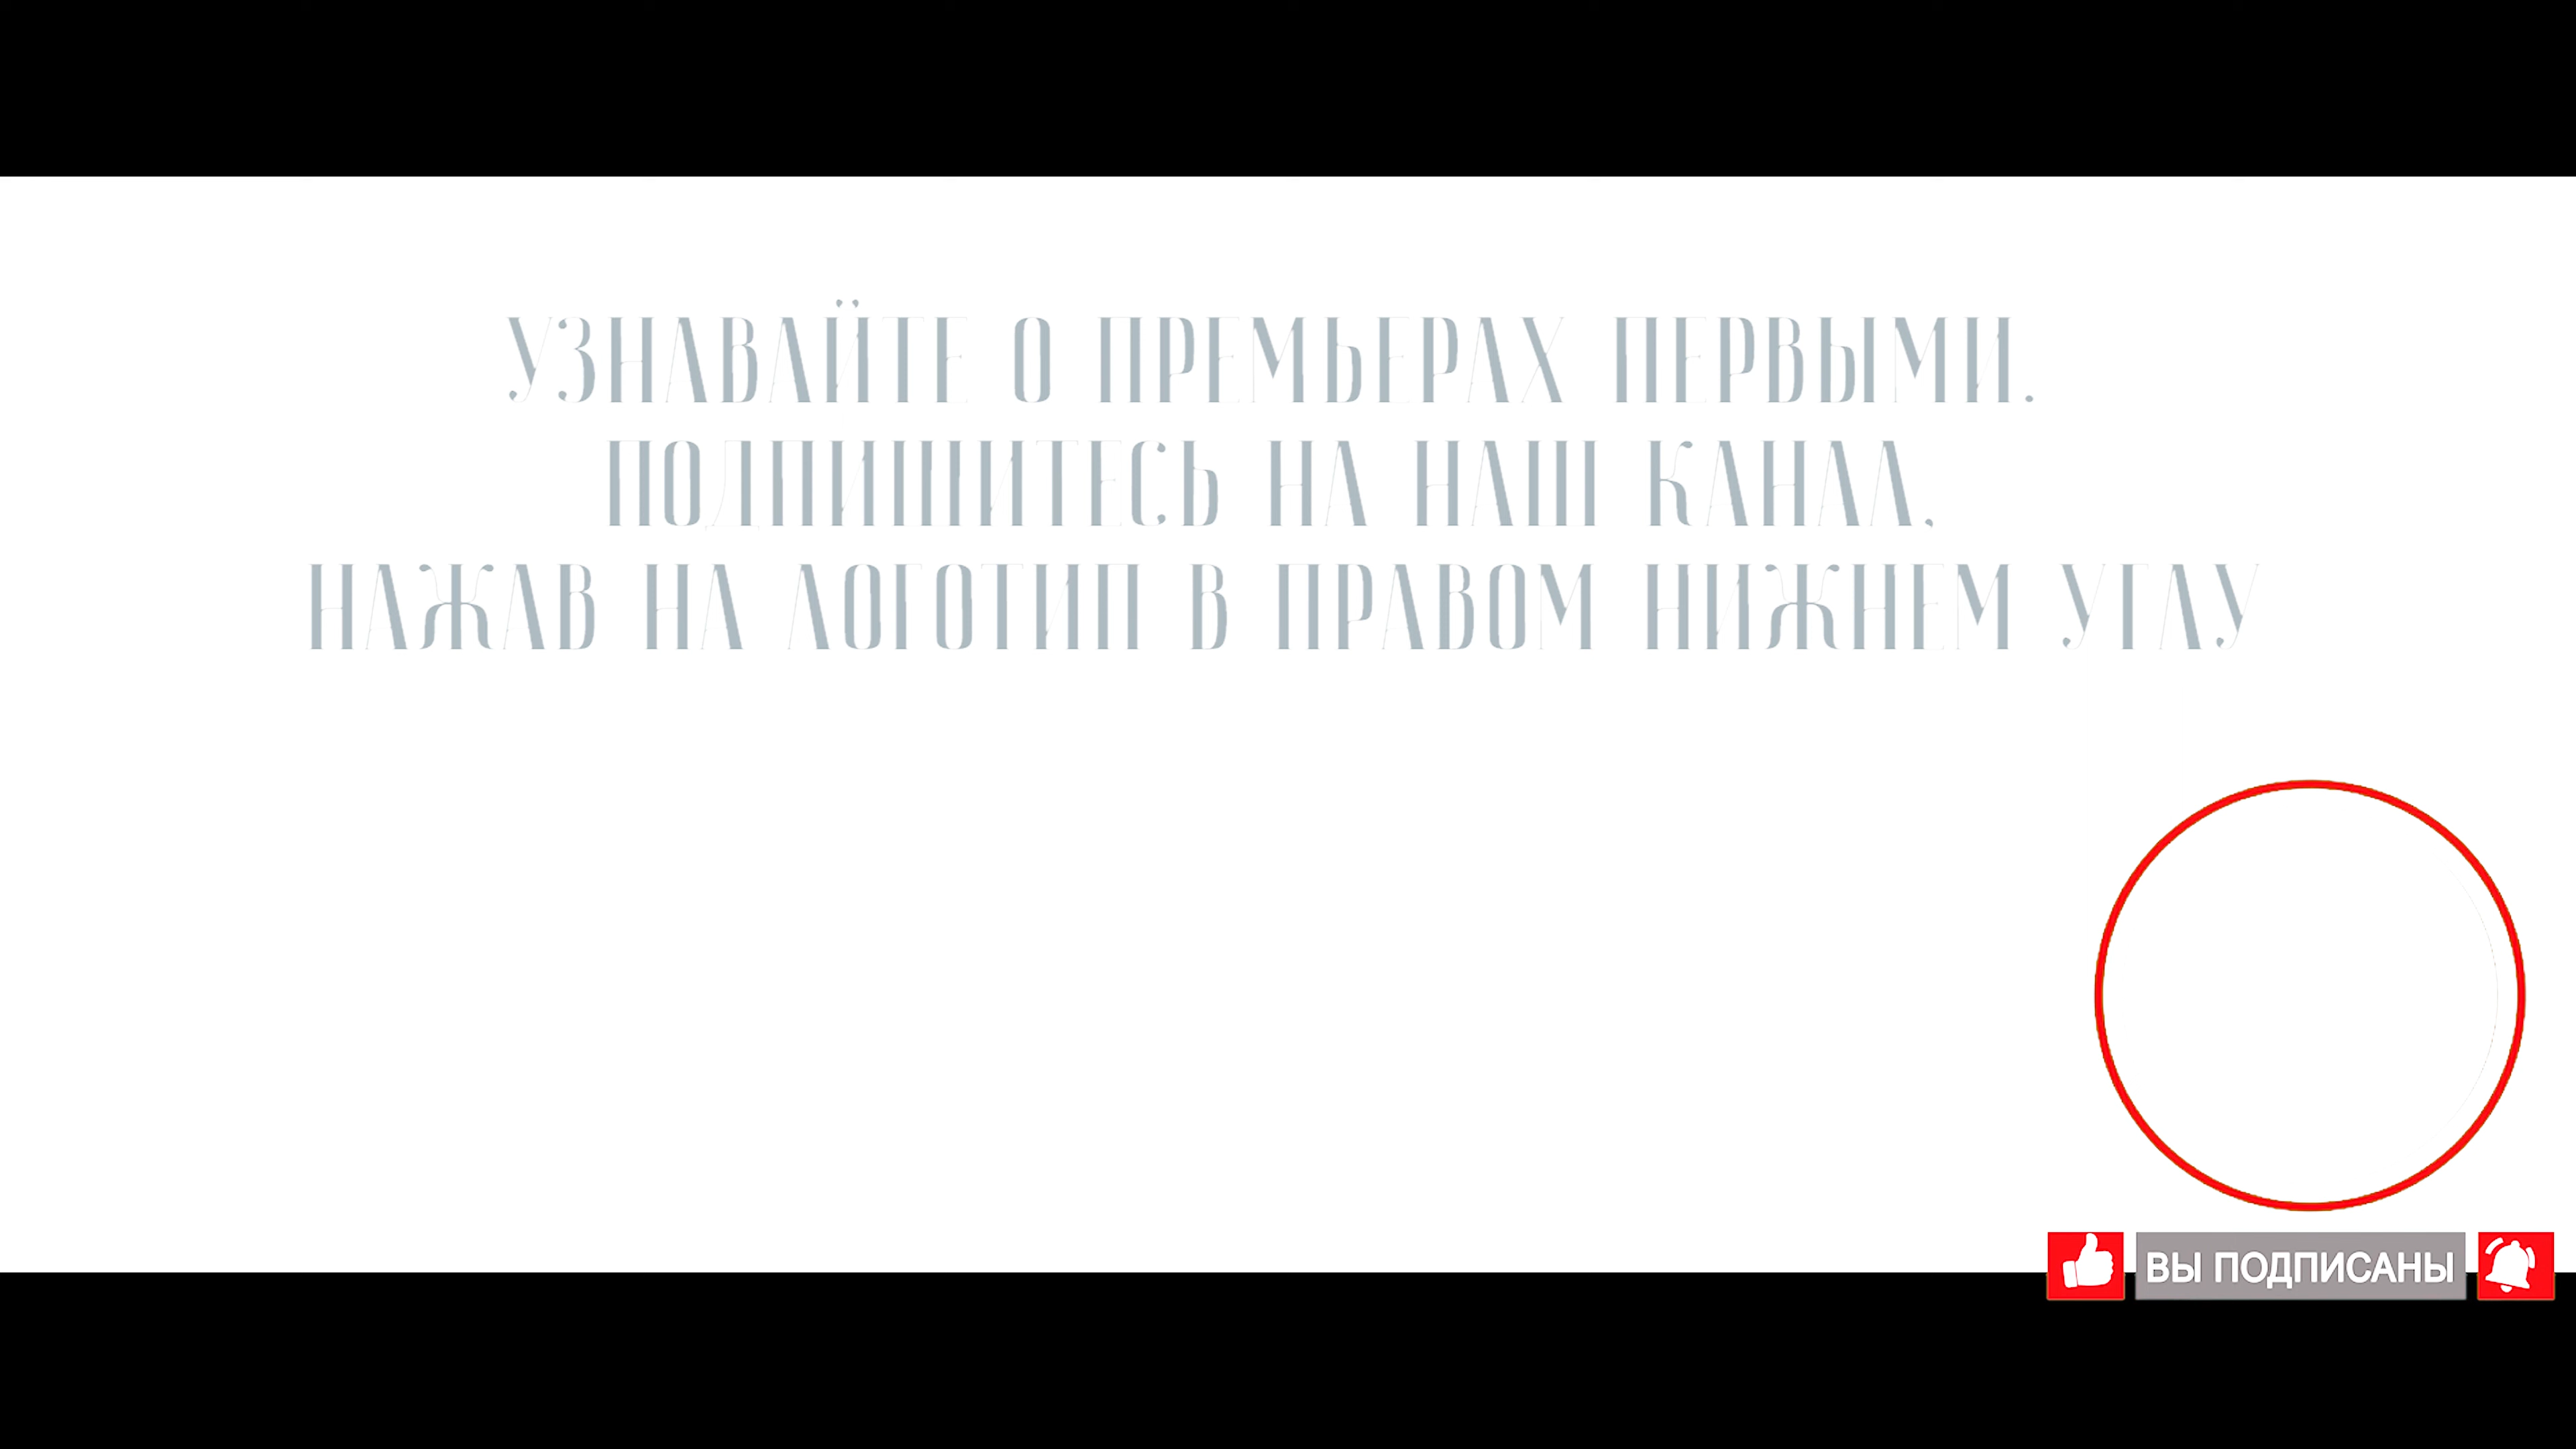 УЗНАВАЙТЕ О ПРЕМЬЕРАХ ПЕРВЫМИ.
ПОДПИШИТЕСЬ НА НАШ КАНАЛ,
НАЖАВ НА ЛОГОТИП В ПРАВОМ НИЖНЕМ УГЛУ
ВЫ ПОДПИСАНЫ